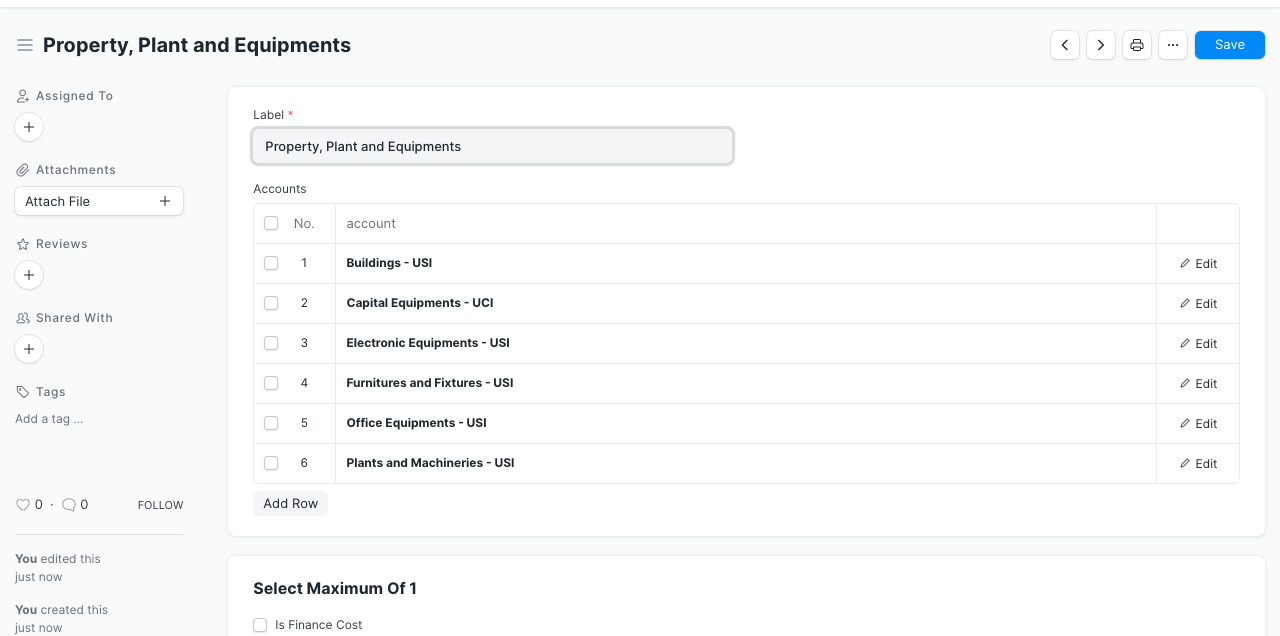 Property, Plant and Equipments
Save
Assigned To
Attachments
Attach File
Reviews
Shared With
Tags
Add a tag ...
0 · 0 FOLLOW
You edited this
just now
You created this
just now
Label *
Property, Plant and Equipments
Accounts
No. account
1 Buildings - USI Edit
2 Capital Equipments - UCI Edit
3 Electronic Equipments - USI Edit
4 Furnitures and Fixtures - USI Edit
5 Office Equipments - USI Edit
6 Plants and Machineries - USI Edit
Add Row
Select Maximum Of 1
Is Finance Cost